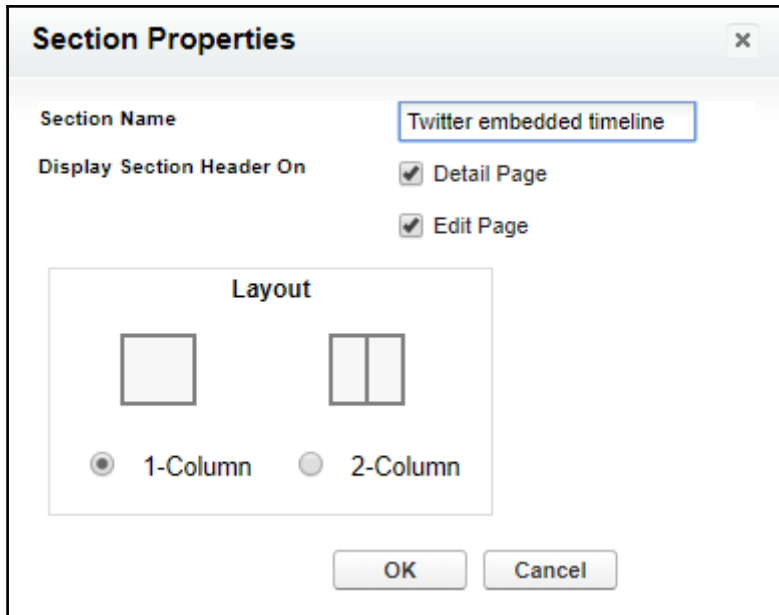 Section Properties
Section Name
Twitter embedded timeline
Display Section Header On
Detail Page
Edit Page
Layout
1-Column
2-Column
OK
Cancel